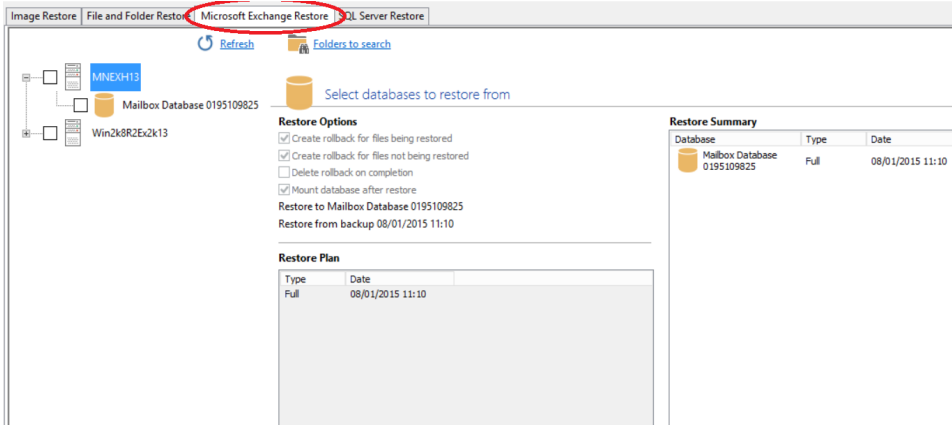 Image Restore File and Folder Restore Microsoft Exchange Restore SQL Server Restore
Refresh Folders to search
MNEXH13
Mailbox Database 0195109825
Win2k8R2Ex2k13
Select databases to restore from
Restore Options
Create rollback for files being restored
Create rollback for files not being restored
Delete rollback on completion
Mount database after restore
Restore to Mailbox Database 0195109825
Restore from backup 08/01/2015 11:10
Restore Plan
Type Date
Full 08/01/2015 11:10
Restore Summary
Database Type Date
Mailbox Database
0195109825 Full 08/01/2015 11:10